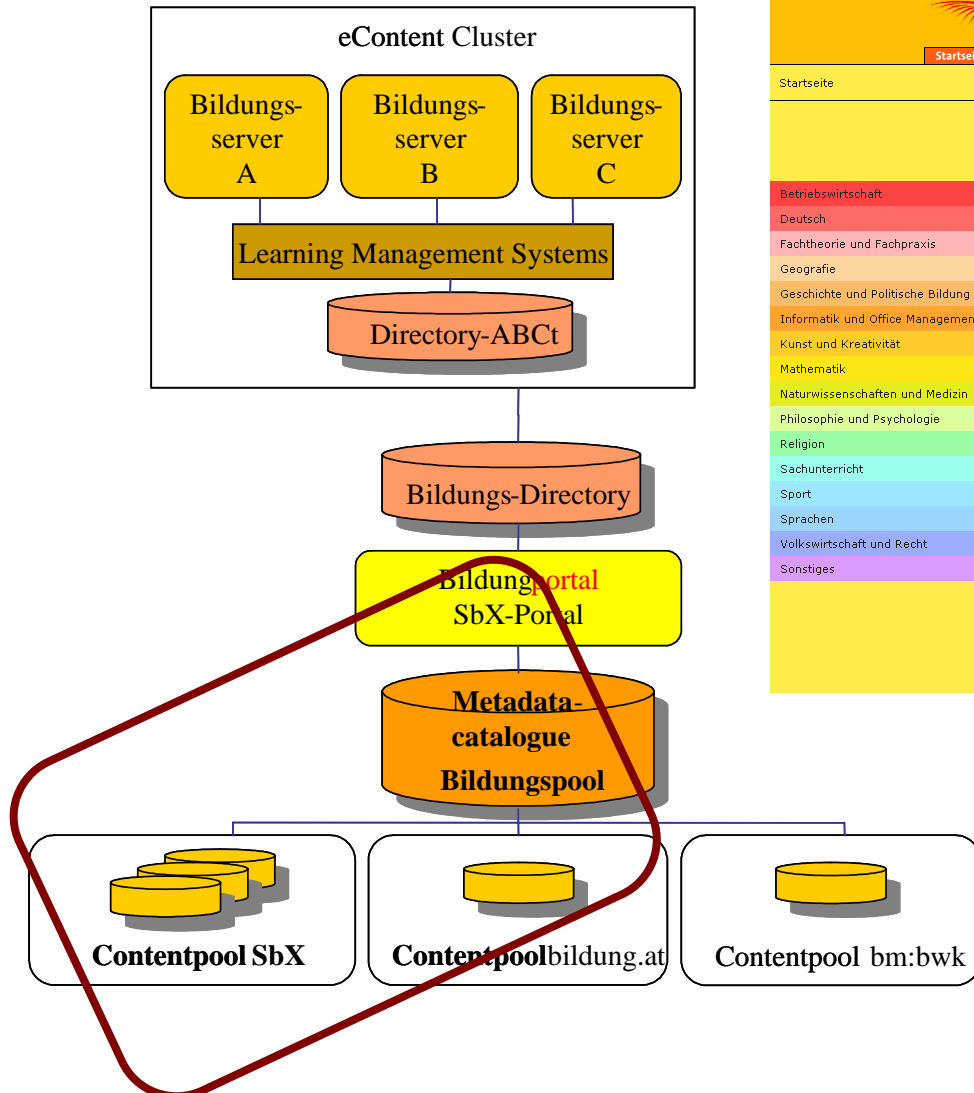 eContent Cluster
Bildungs-
server
A
Bildungs-
server
B
Bildungs-
server
C
Learning Management Systems
Directory-ABCt
Bildungs-Directory
Bildungportal
SbX-Portal
Metadata-
catalogue
Bildungspool
Contentpool SbX
Contentpoolbildung.at
Contentpool bm:bwk
Startsei
Startseite
Betriebswirtschaft
Deutsch
Fachtheorie und Fachpraxis
Geografie
Geschichte und Politische Bildung
Informatik und Office Managemen
Kunst und Kreativität
Mathematik
Naturwissenschaften und Medizin
Philosophie und Psychologie
Religion
Sachunterricht
Sport
Sprachen
Volkswirtschaft und Recht
Sonstiges